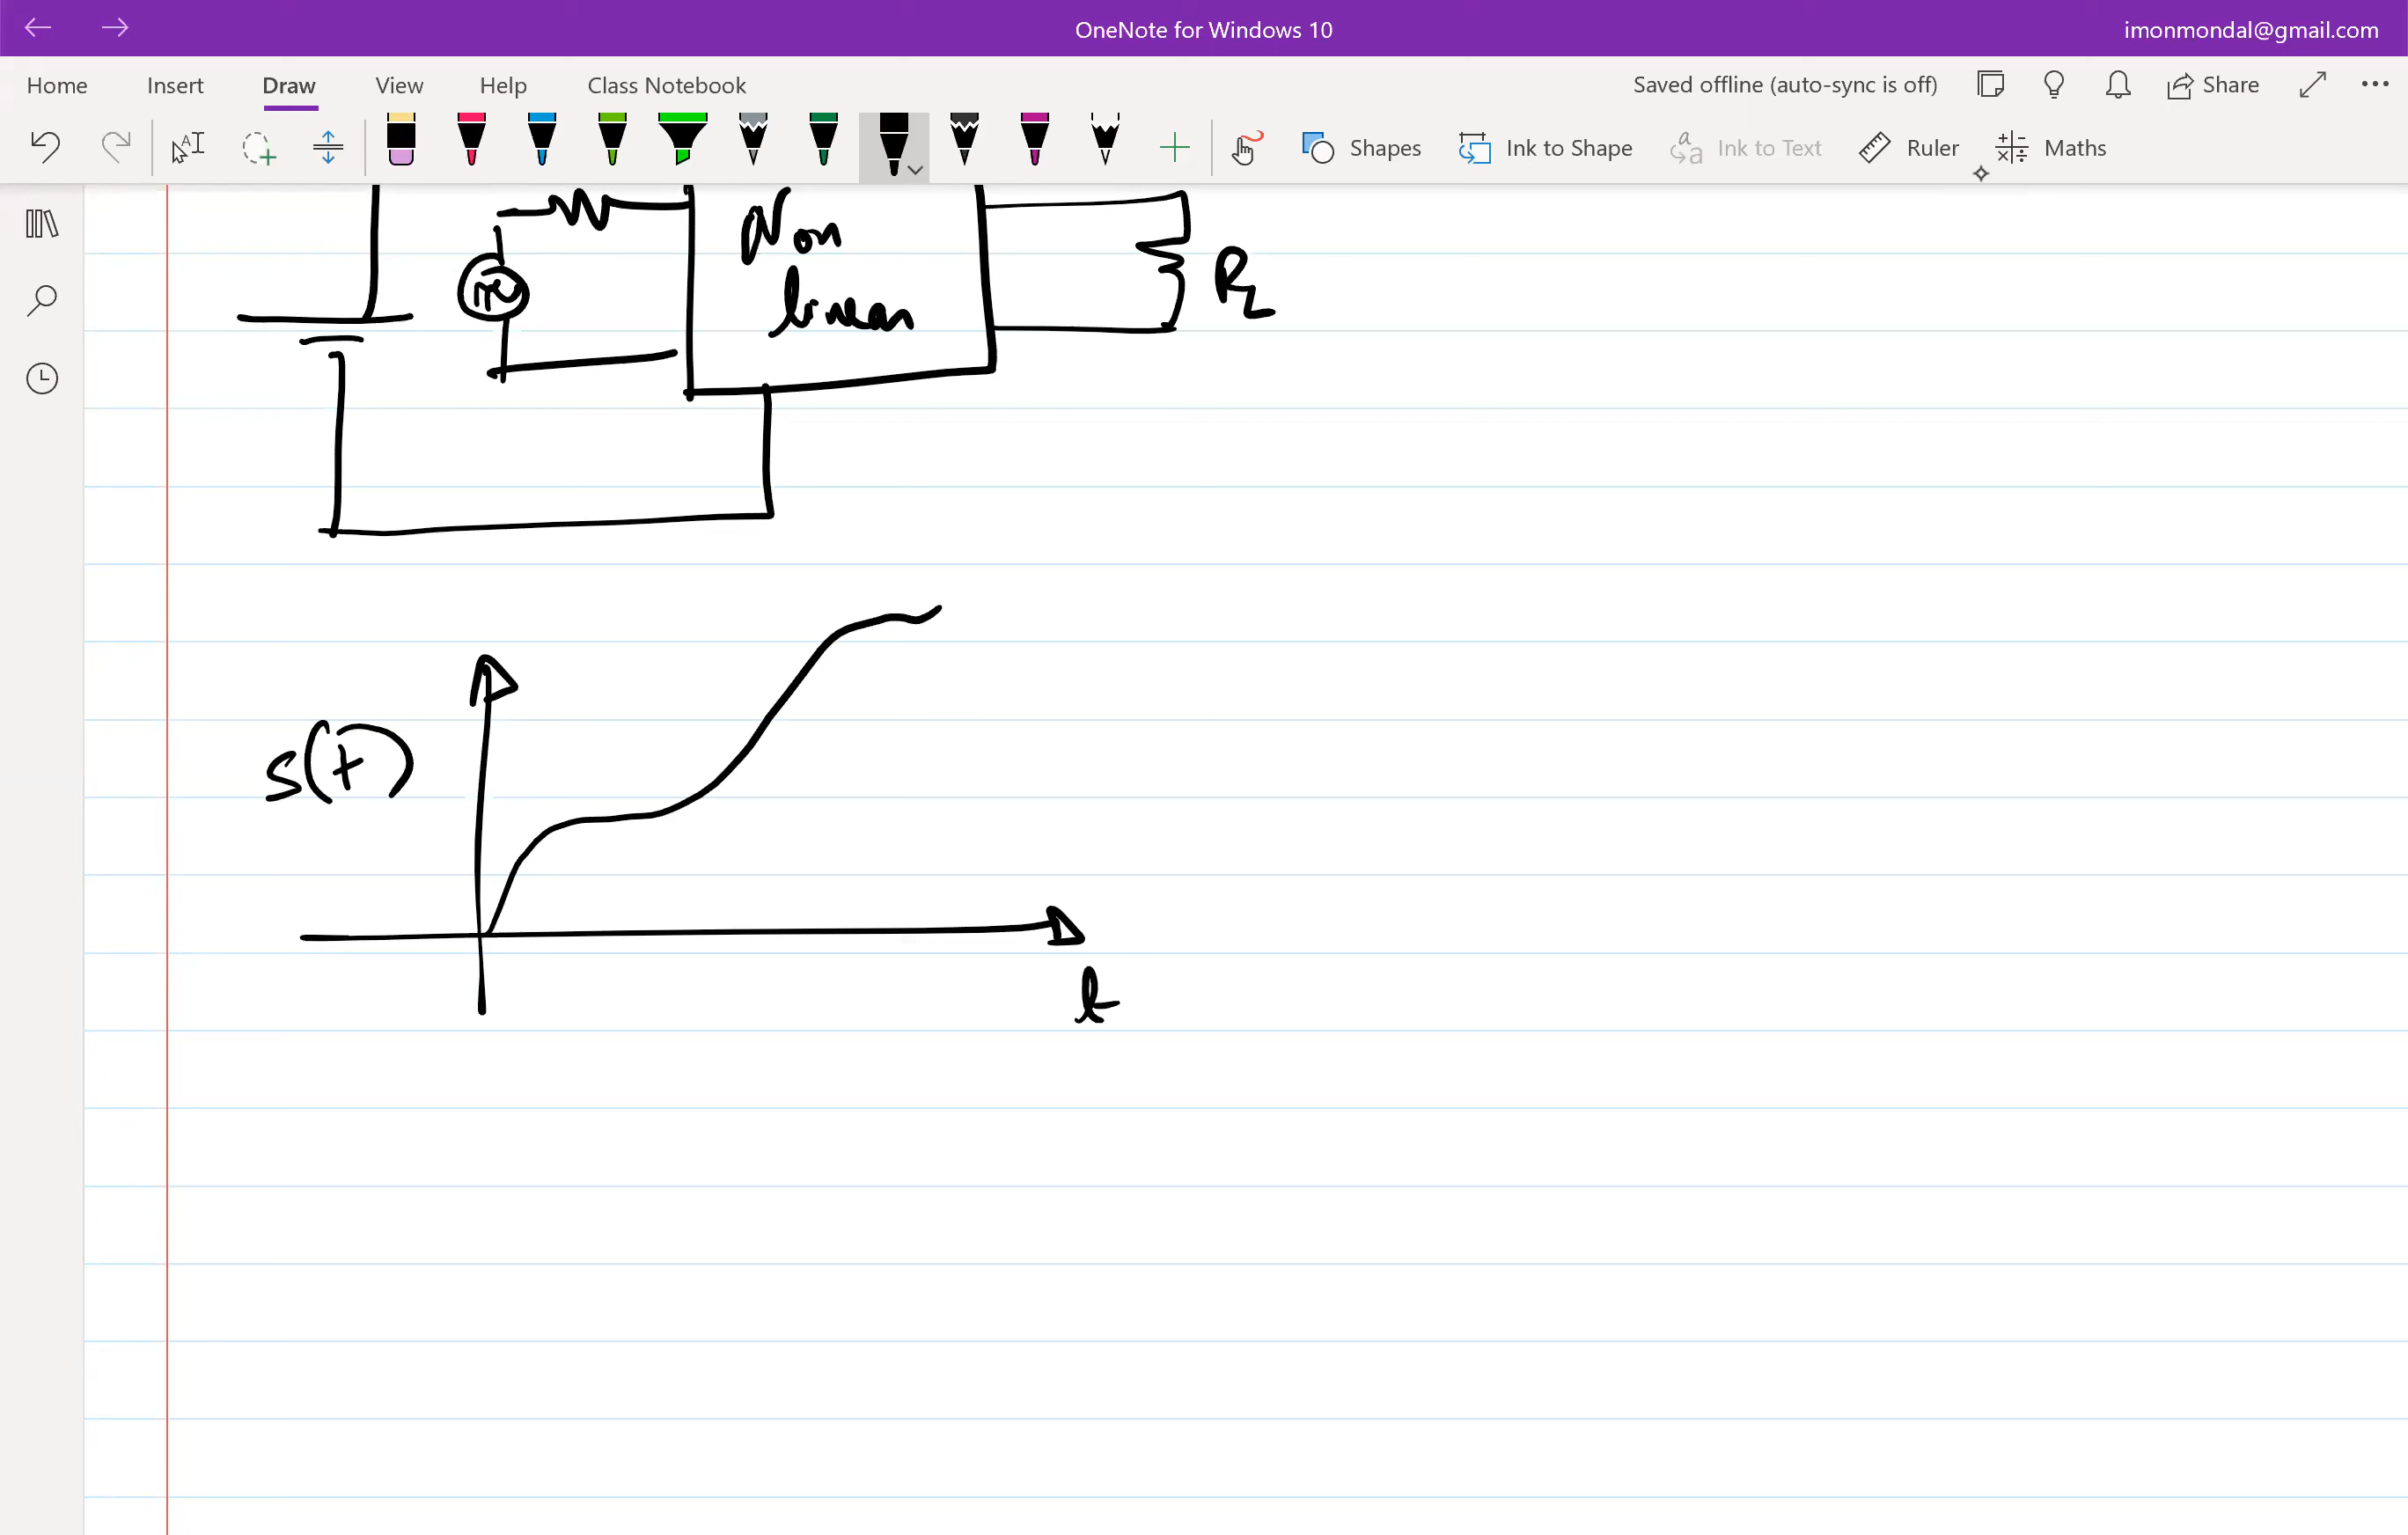 OneNote for Windows 10
imonmondal@gmail.com
Home Insert Draw View Help Class Notebook
Saved offline (auto-sync is off) Share
Shapes Ink to Shape Ink to Text Ruler Maths
Non
linear
R_L
s(t)
t